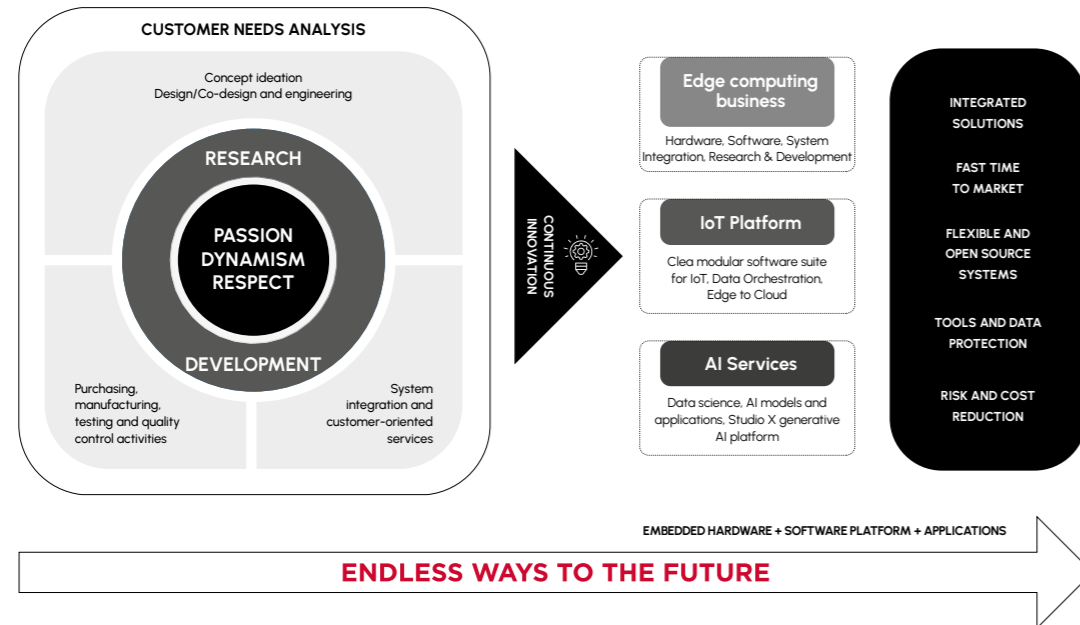 CUSTOMER NEEDS ANALYSIS
Concept ideation
Design/Co-design and engineering
RESEARCH
PASSION
DYNAMISM
RESPECT
DEVELOPMENT
Purchasing,
manufacturing,
testing and quality
control activities
System
integration and
customer-oriented
services
CONTINUOUS
INNOVATION
Edge computing
business
Hardware, Software, System
Integration, Research & Development
IoT Platform
Clea modular software suite
for IoT, Data Orchestration,
Edge to Cloud
AI Services
Data science, AI models and
applications, Studio X generative
AI platform
INTEGRATED
SOLUTIONS
FAST TIME
TO MARKET
FLEXIBLE AND
OPEN SOURCE
SYSTEMS
TOOLS AND DATA
PROTECTION
RISK AND COST
REDUCTION
EMBEDDED HARDWARE + SOFTWARE PLATFORM + APPLICATIONS
ENDLESS WAYS TO THE FUTURE